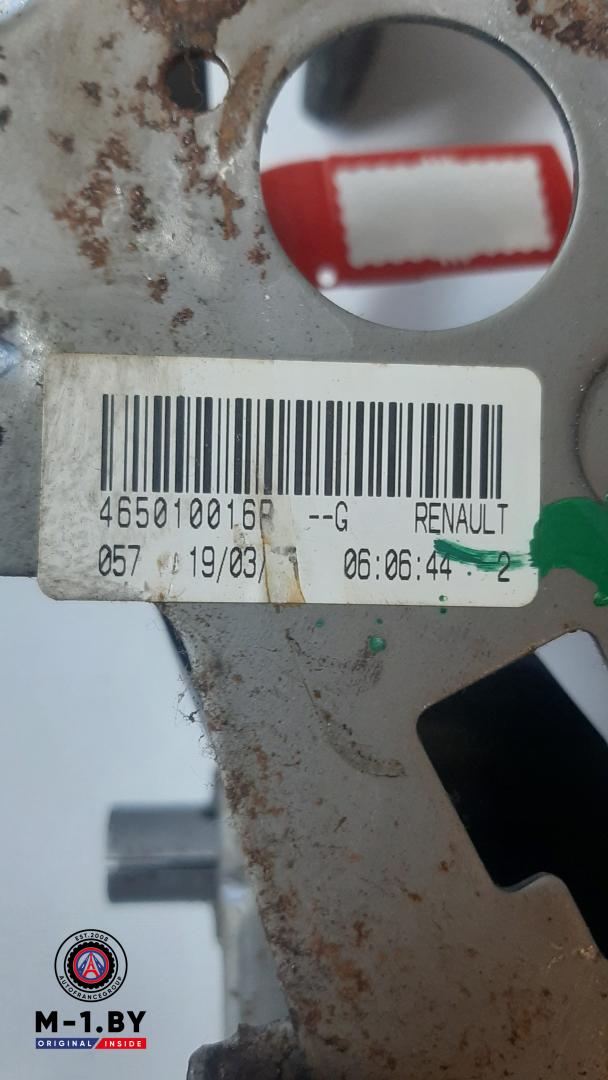 465010016R --G RENAULT
057 19/03/ 06:06:44 2
EST.2008
AUTOFRANCEGROUP
M-1.BY
ORIGINAL INSIDE